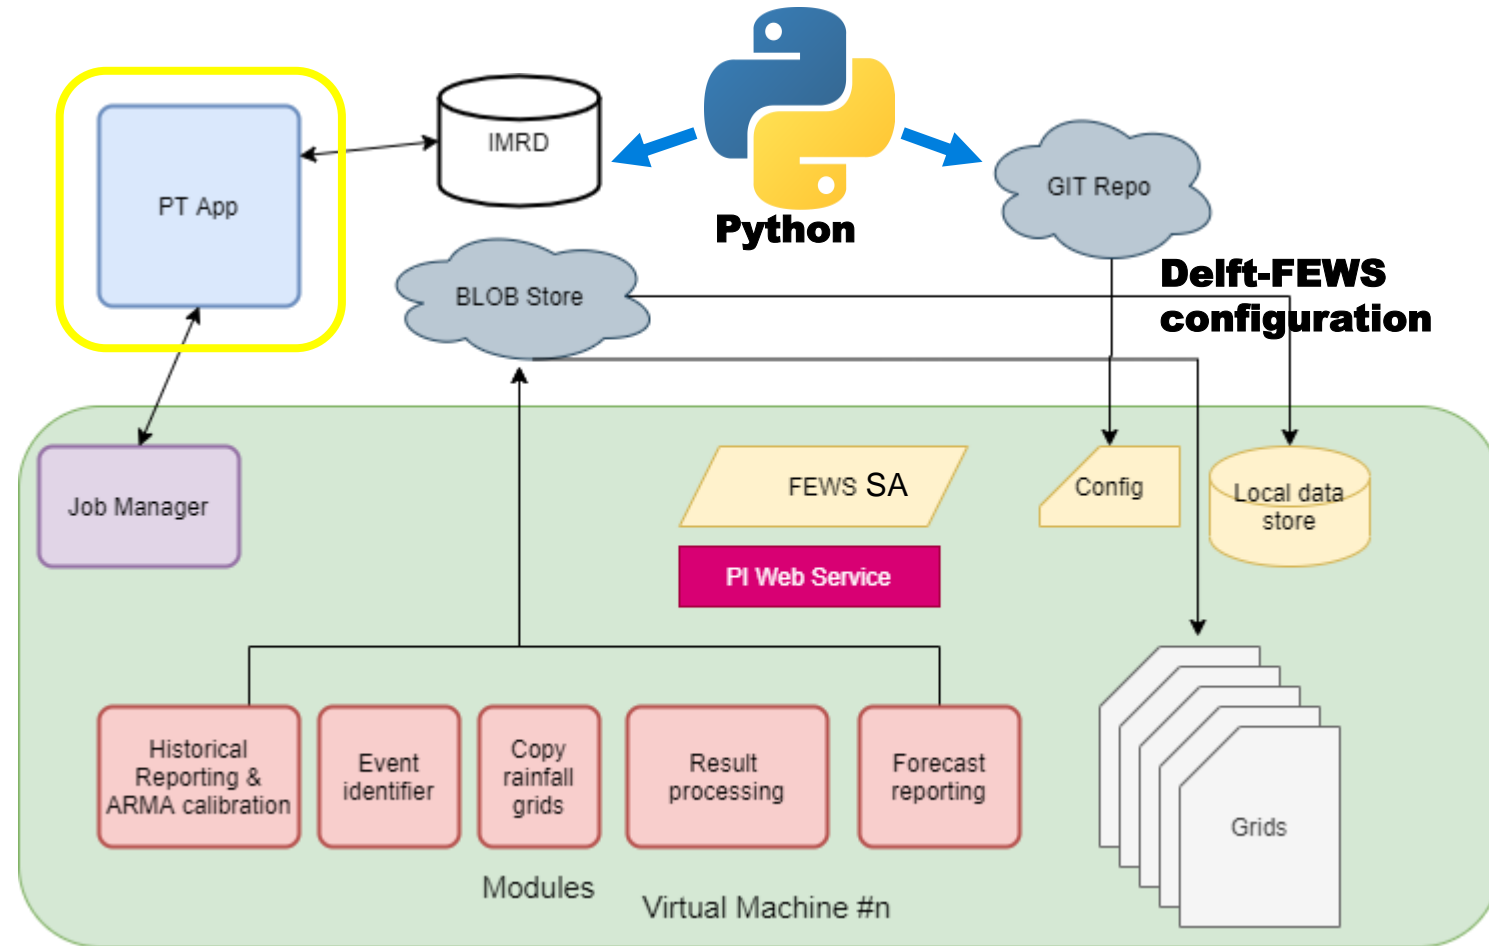 PT App
IMRD
Python
GIT Repo
BLOB Store
Delft-FEWS
configuration
Job Manager
FEWS SA
Config
Local data
store
PI Web Service
Historical
Reporting &
ARMA calibration
Event
identifier
Copy
rainfall
grids
Result
processing
Forecast
reporting
Grids
Modules
Virtual Machine #n